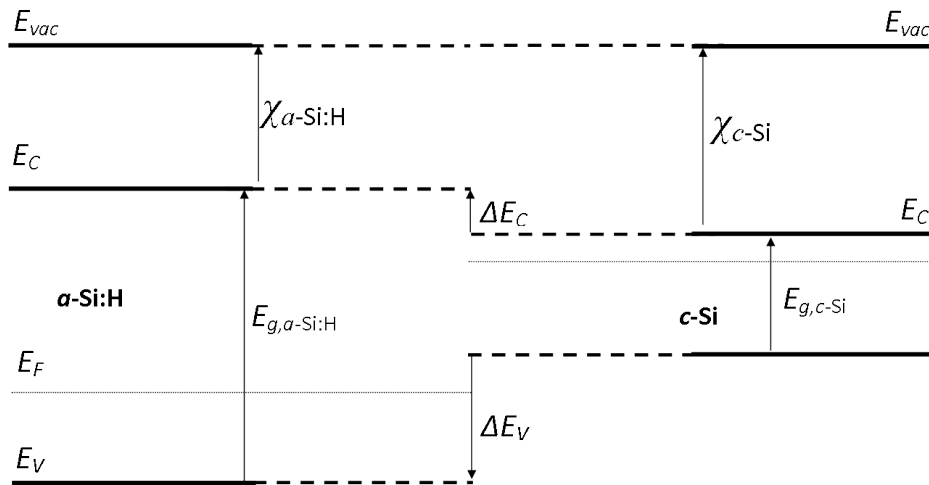 E_vac
E_vac
χ_a-Si:H
χ_c-Si
E_C
ΔE_C
E_C
a-Si:H
E_g,a-Si:H
c-Si
E_g,c-Si
E_F
ΔE_V
E_V